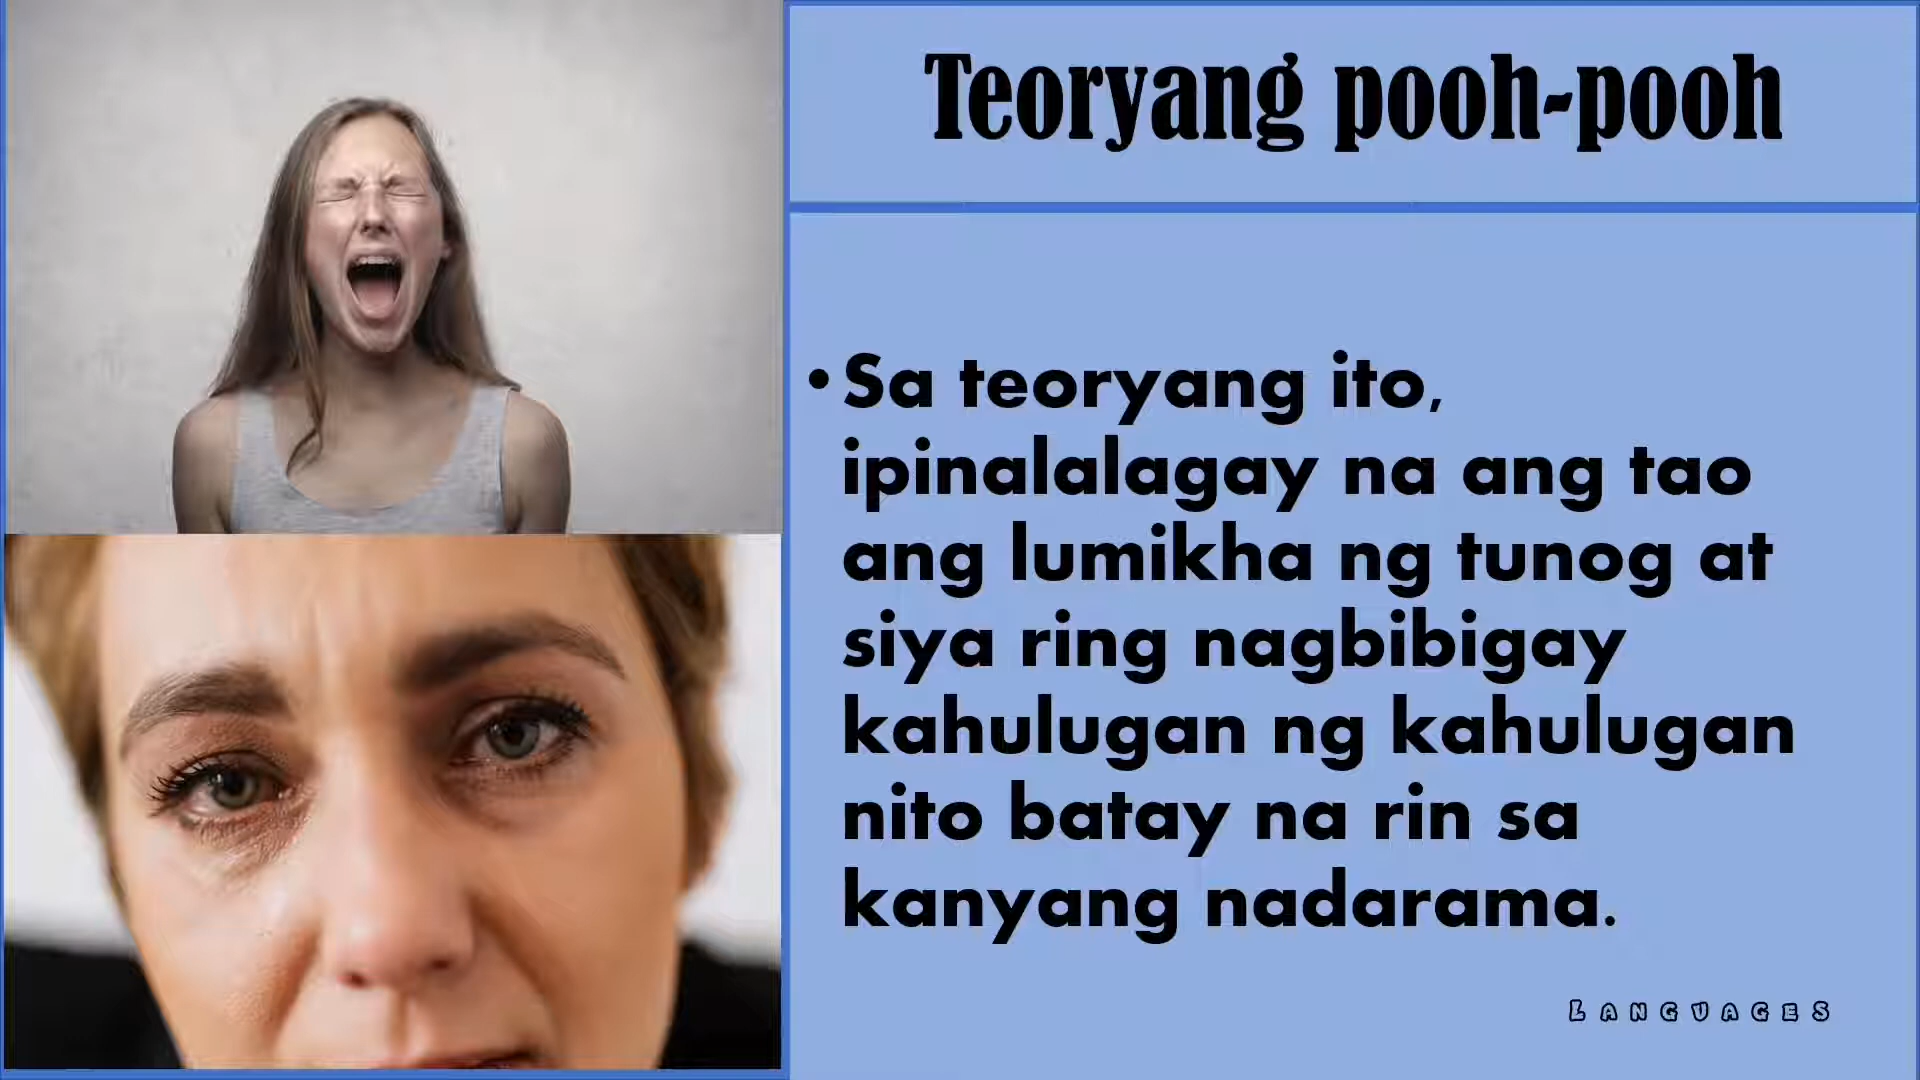 Teoryang pooh-pooh
•Sa teoryang ito,
ipinalalagay na ang tao
ang lumikha ng tunog at
siya ring nagbibigay
kahulugan ng kahulugan
nito batay na rin sa
kanyang nadarama.
LANGUAGES